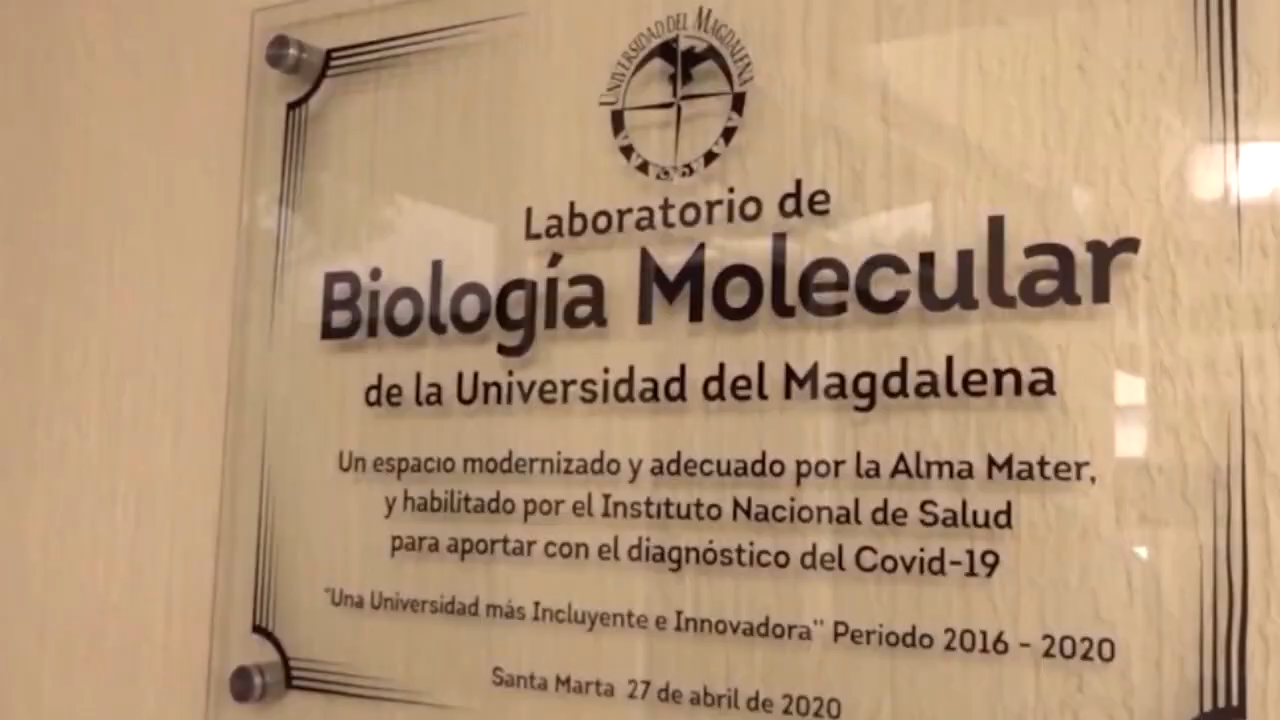 UNIVERSIDAD DEL MAGDALENA
Laboratorio de
Biología Molecular
de la Universidad del Magdalena
Un espacio modernizado y adecuado por la Alma Mater,
y habilitado por el Instituto Nacional de Salud
para aportar con el diagnóstico del Covid-19
"Una Universidad más Incluyente e Innovadora" Periodo 2016 - 2020
Santa Marta 27 de abril de 2020